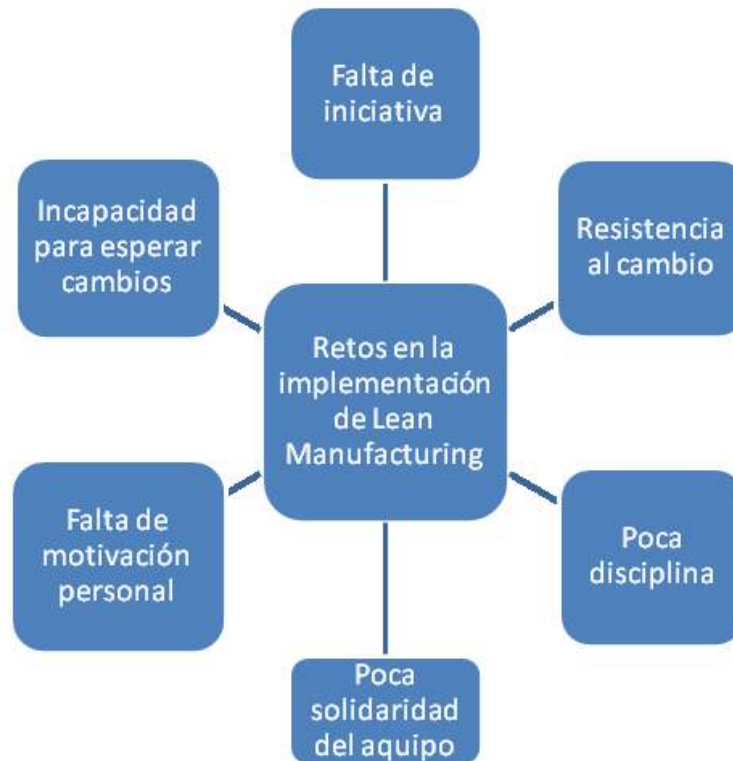 Falta de
iniciativa
Incapacidad
para esperar
cambios
Resistencia
al cambio
Retos en la
implementación
de Lean
Manufacturing
Falta de
motivación
personal
Poca
disciplina
Poca
solidaridad
del aquipo